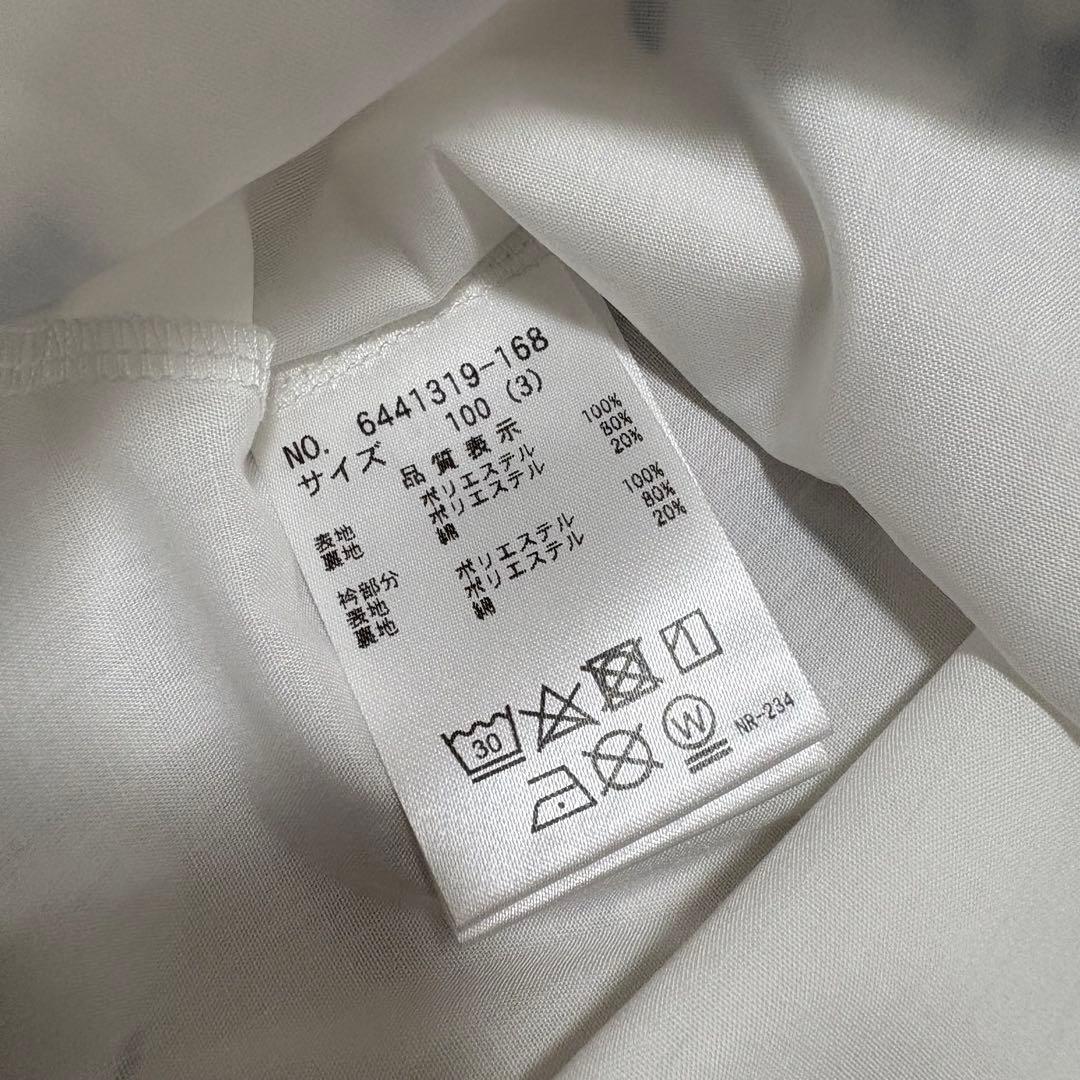 NO. 6441319-168
サイズ 100 (3)
品質表示
表地 ポリエステル 100%
裏地 ポリエステル 80%
綿 20%
衿部分
表地 ポリエステル 100%
裏地 ポリエステル 80%
綿 20%
30
1
W
NR-234